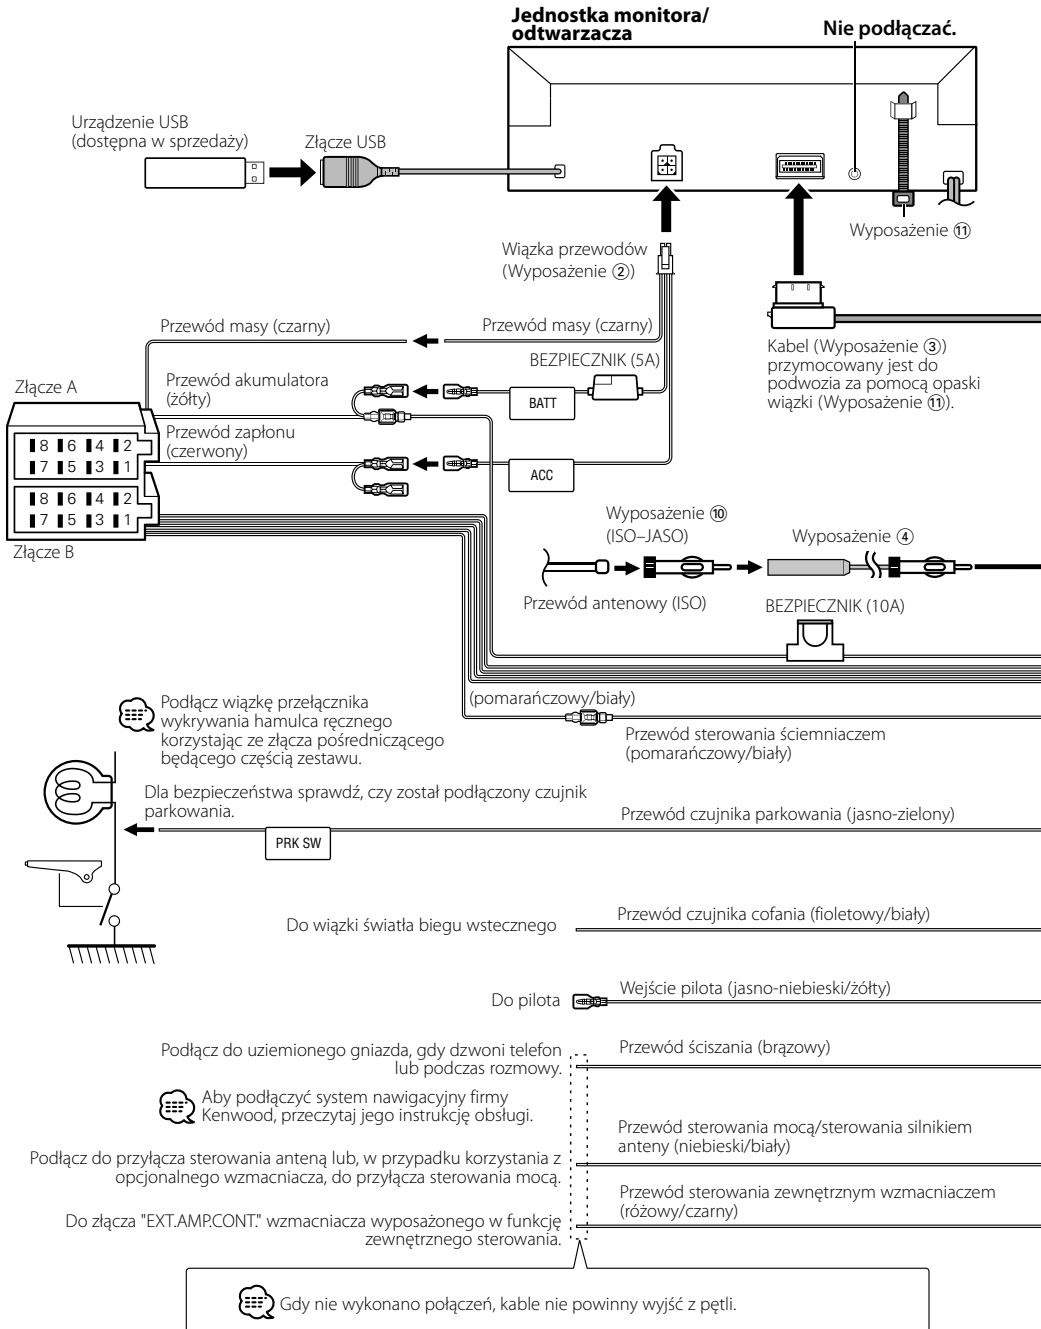 Jednostka monitora/
odtwarzacza
Nie podłączać.
Urządzenie USB
(dostępna w sprzedaży)
Złącze USB
Wyposażenie ⑪
Wiązka przewodów
(Wyposażenie ②)
Przewód masy (czarny)
Przewód masy (czarny)
BEZPIECZNIK (5A)
Kabel (Wyposażenie ③)
przymocowany jest do
podwozia za pomocą opaski
wiązki (Wyposażenie ⑪).
Złącze A
Przewód akumulatora
(żółty)
BATT
Przewód zapłonu
(czerwony)
ACC
8 6 4 2
7 5 3 1
8 6 4 2
7 5 3 1
Złącze B
Wyposażenie ⑩
(ISO–JASO)
Wyposażenie ④
Przewód antenowy (ISO)
BEZPIECZNIK (10A)
(pomarańczowy/biały)
Podłącz wiązkę przełącznika
wykrywania hamulca ręcznego
korzystając ze złącza pośredniczącego
będącego częścią zestawu.
Przewód sterowania ściemniaczem
(pomarańczowy/biały)
Dla bezpieczeństwa sprawdź, czy został podłączony czujnik
parkowania.
Przewód czujnika parkowania (jasno-zielony)
PRK SW
Do wiązki światła biegu wstecznego
Przewód czujnika cofania (fioletowy/biały)
Do pilota
Wejście pilota (jasno-niebieski/żółty)
Podłącz do uziemionego gniazda, gdy dzwoni telefon
lub podczas rozmowy.
Przewód ściszania (brązowy)
Aby podłączyć system nawigacyjny firmy
Kenwood, przeczytaj jego instrukcję obsługi.
Przewód sterowania mocą/sterowania silnikiem
anteny (niebieski/biały)
Podłącz do przyłącza sterowania anteną lub, w przypadku korzystania z
opcjonalnego wzmacniacza, do przyłącza sterowania mocą.
Przewód sterowania zewnętrznym wzmacniaczem
(różowy/czarny)
Do złącza "EXT.AMP.CONT." wzmacniacza wyposażonego w funkcję
zewnętrznego sterowania.
Gdy nie wykonano połączeń, kable nie powinny wyjść z pętli.